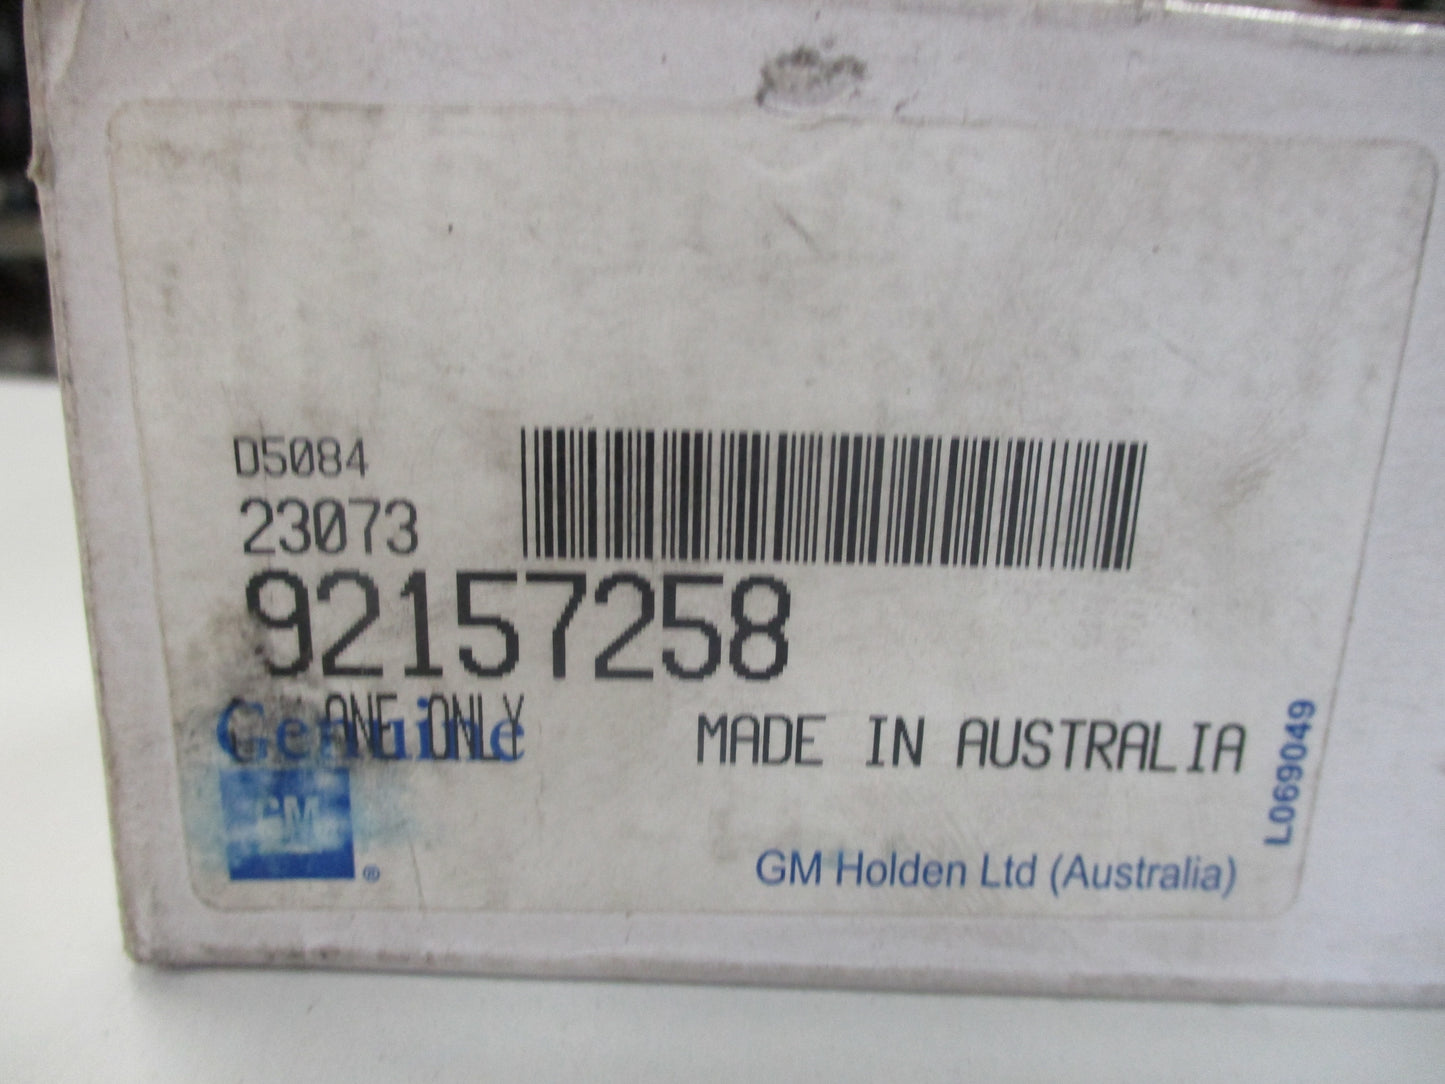 D5084
23073
92157258
ONE ONLY
Genuine
MADE IN AUSTRALIA
GM
®
GM Holden Ltd (Australia)
L069049